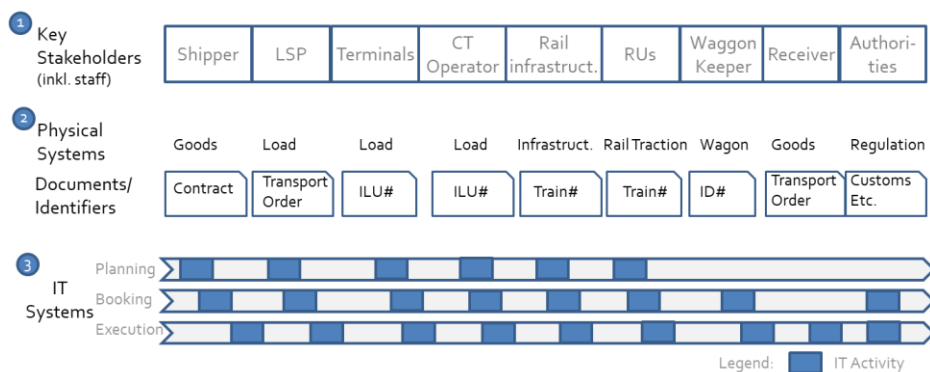 1
Key
Stakeholders
(inkl. staff)
Shipper
LSP
Terminals
CT
Operator
Rail
infrastruct.
RUs
Waggon
Keeper
Receiver
Authori-
ties
2
Physical
Systems
Goods
Load
Load
Load
Infrastruct.
Rail Traction
Wagon
Goods
Regulation
Documents/
Identifiers
Contract
Transport
Order
ILU#
ILU#
Train#
Train#
ID#
Transport
Order
Customs
Etc.
3
IT
Systems
Planning
Booking
Execution
Legend:
IT Activity